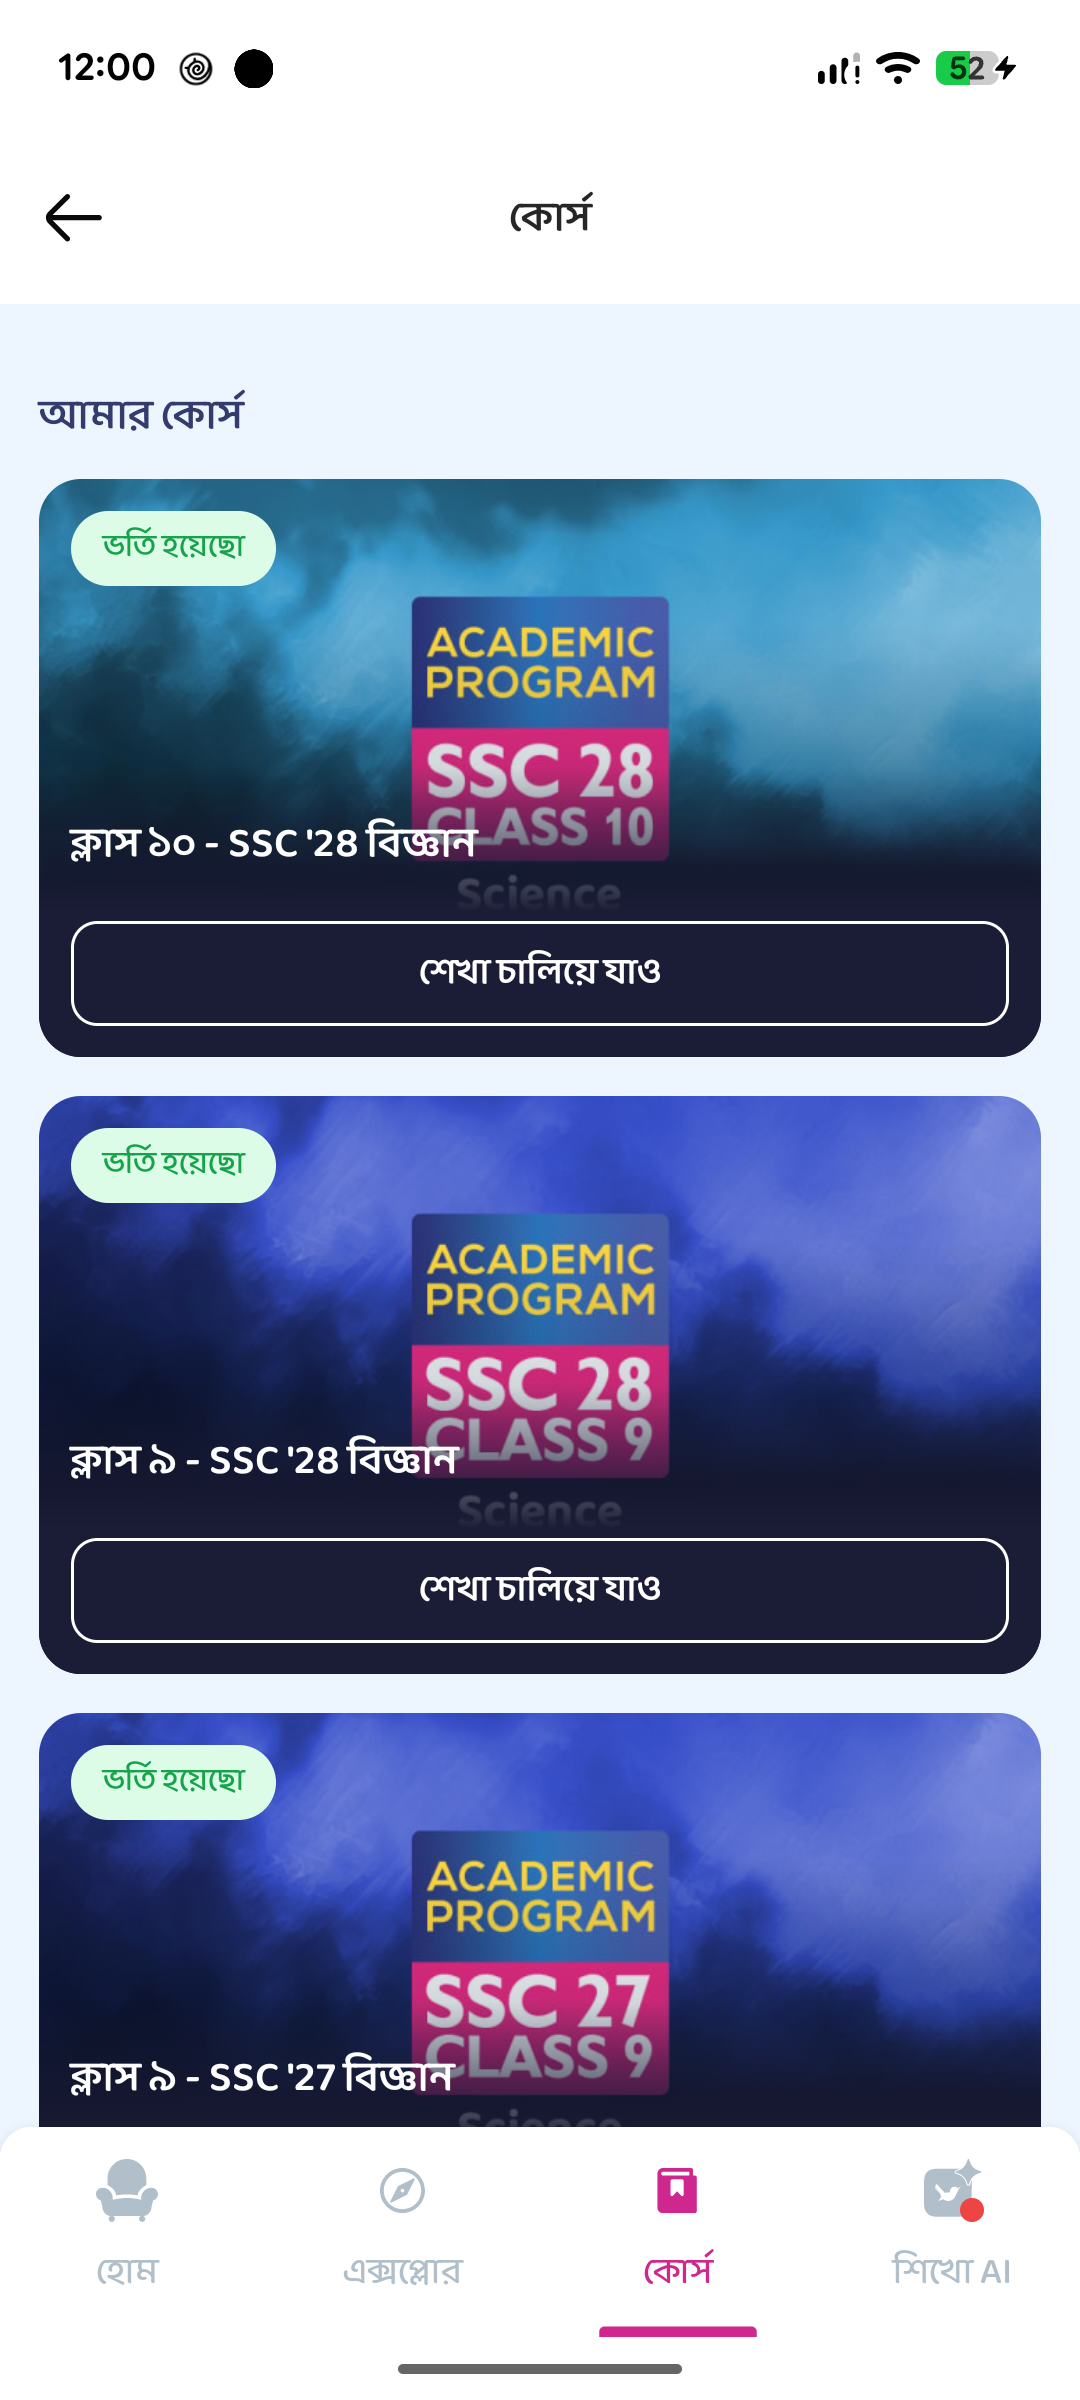 12:00
52
কোর্স
আমার কোর্স
ভর্তি হয়েছো
ACADEMIC
PROGRAM
SSC 28
CLASS 10
ক্লাস ১০ - SSC '28 বিজ্ঞান
Science
শেখা চালিয়ে যাও
ভর্তি হয়েছো
ACADEMIC
PROGRAM
SSC 28
CLASS 9
ক্লাস ৯ - SSC '28 বিজ্ঞান
Science
শেখা চালিয়ে যাও
ভর্তি হয়েছো
ACADEMIC
PROGRAM
SSC 27
CLASS 9
ক্লাস ৯ - SSC '27 বিজ্ঞান
Science
হোম
এক্সপ্লোর
কোর্স
শিখো AI